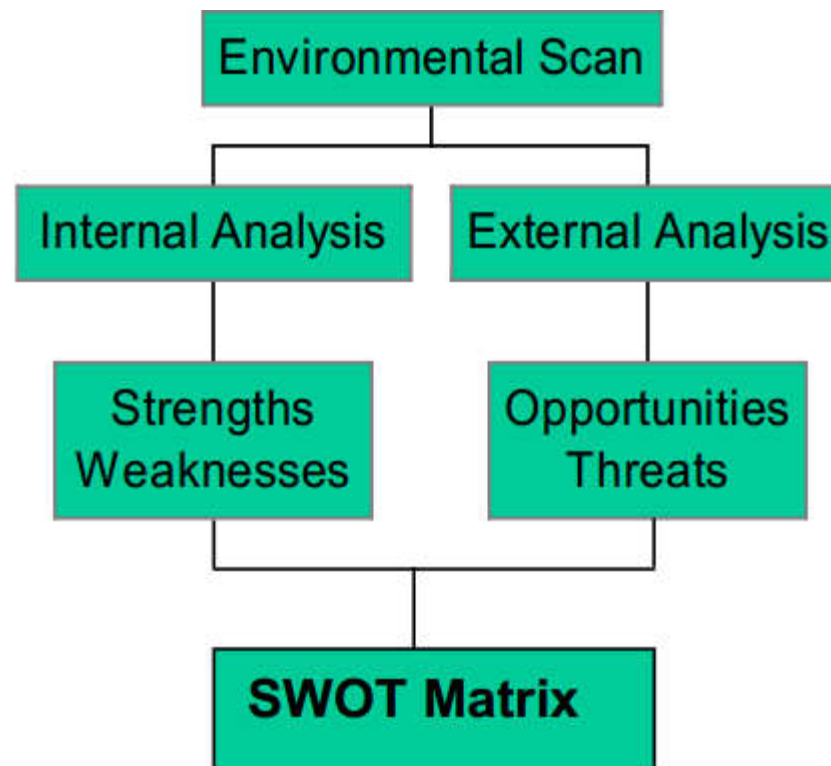 Environmental Scan
Internal Analysis
External Analysis
Strengths
Weaknesses
Opportunities
Threats
SWOT Matrix